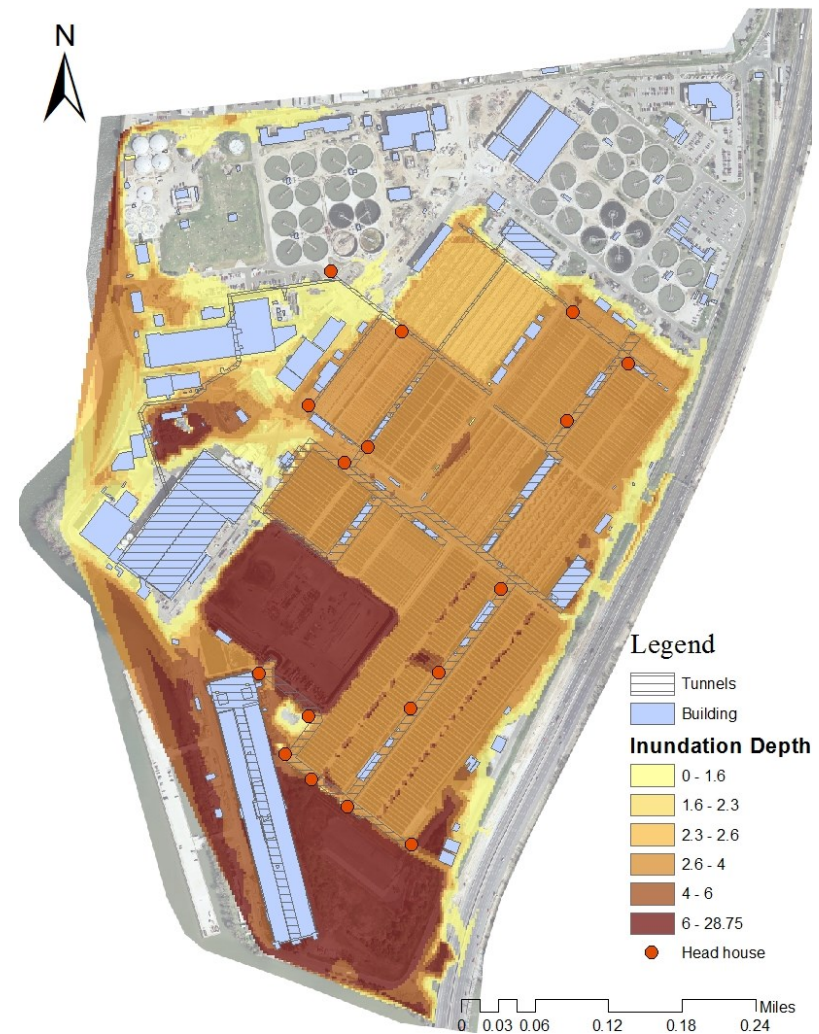 N
Legend
Tunnels
Building
Inundation Depth
0 - 1.6
1.6 - 2.3
2.3 - 2.6
2.6 - 4
4 - 6
6 - 28.75
Head house
Miles
0 0.03 0.06 0.12 0.18 0.24